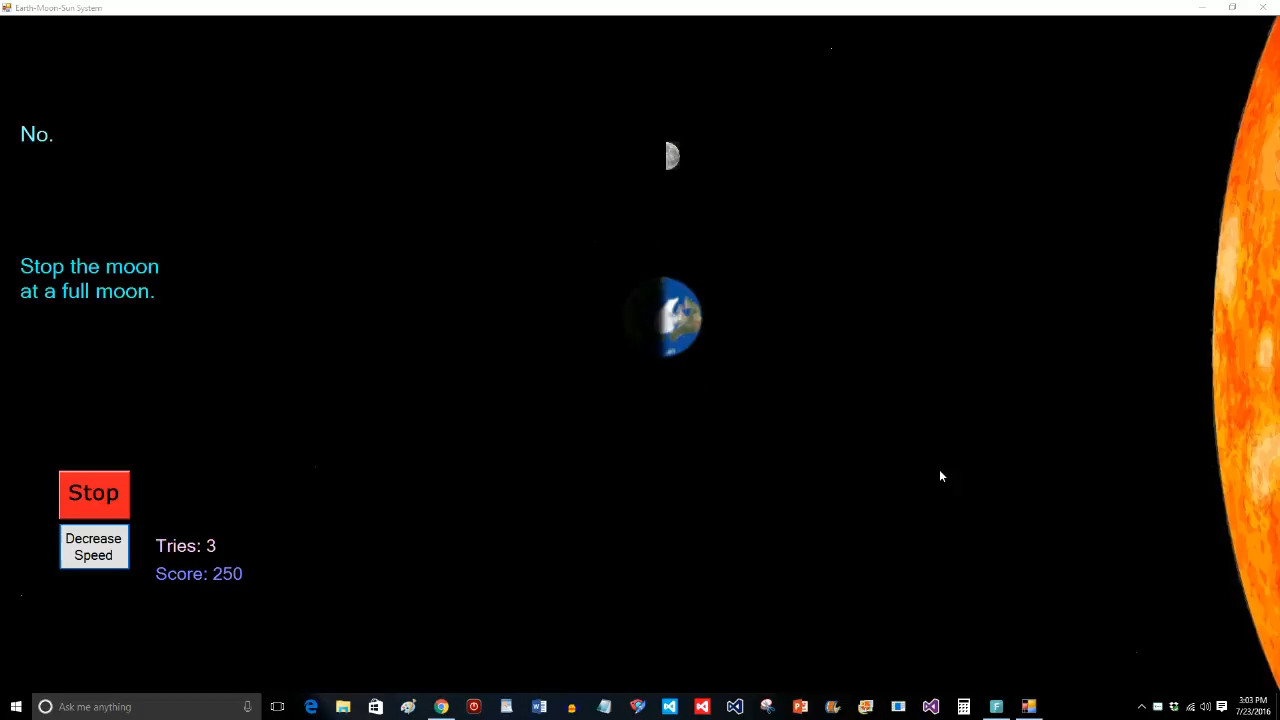 Earth-Moon-Sun System
No.
Stop the moon
at a full moon.
Stop
Decrease
Speed
Tries: 3
Score: 250
Ask me anything
3:03 PM
7/23/2016